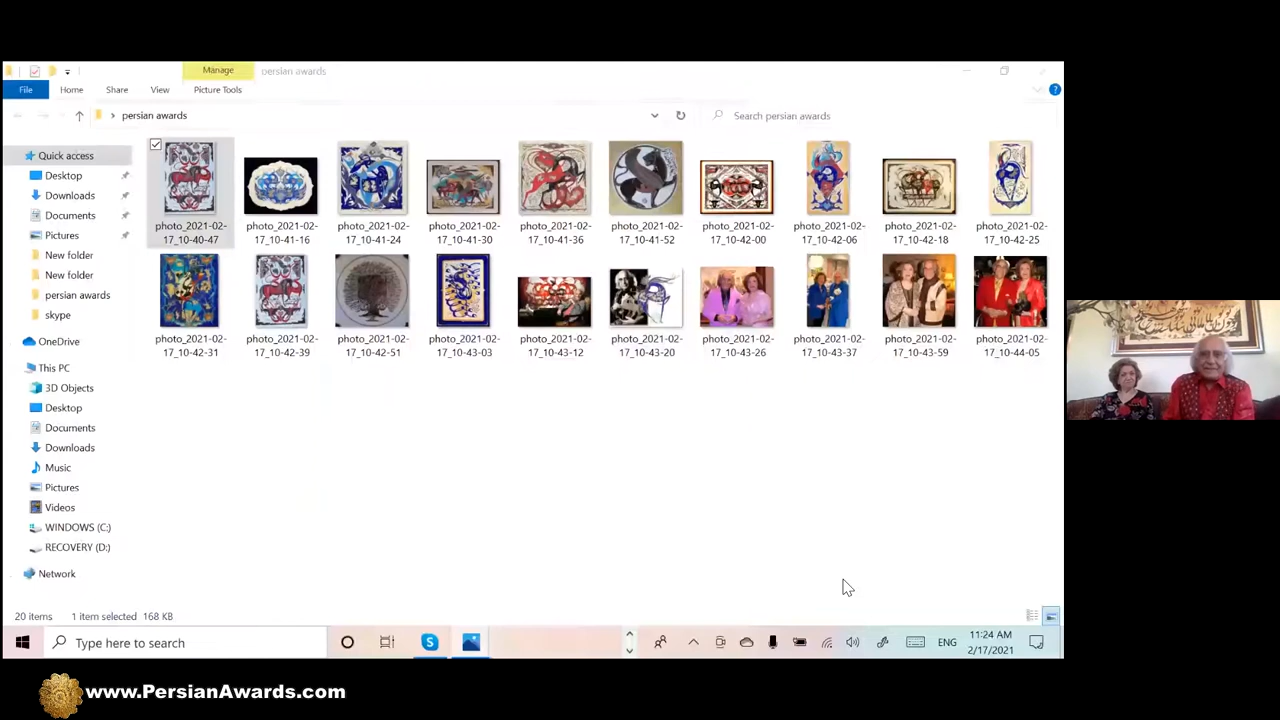 Manage
persian awards
File
Home
Share
View
Picture Tools
persian awards
Search persian awards
Quick access
Desktop
Downloads
Documents
Pictures
New folder
New folder
persian awards
skype
OneDrive
This PC
3D Objects
Desktop
Documents
Downloads
Music
Pictures
Videos
WINDOWS (C:)
RECOVERY (D:)
Network
photo_2021-02-17_10-40-47
photo_2021-02-17_10-41-16
photo_2021-02-17_10-41-24
photo_2021-02-17_10-41-30
photo_2021-02-17_10-41-36
photo_2021-02-17_10-41-52
photo_2021-02-17_10-42-00
photo_2021-02-17_10-42-06
photo_2021-02-17_10-42-18
photo_2021-02-17_10-42-25
photo_2021-02-17_10-42-31
photo_2021-02-17_10-42-39
photo_2021-02-17_10-42-51
photo_2021-02-17_10-43-03
photo_2021-02-17_10-43-12
photo_2021-02-17_10-43-20
photo_2021-02-17_10-43-26
photo_2021-02-17_10-43-37
photo_2021-02-17_10-43-59
photo_2021-02-17_10-44-05
20 items 1 item selected 168 KB
Type here to search
ENG
11:24 AM
2/17/2021
www.PersianAwards.com